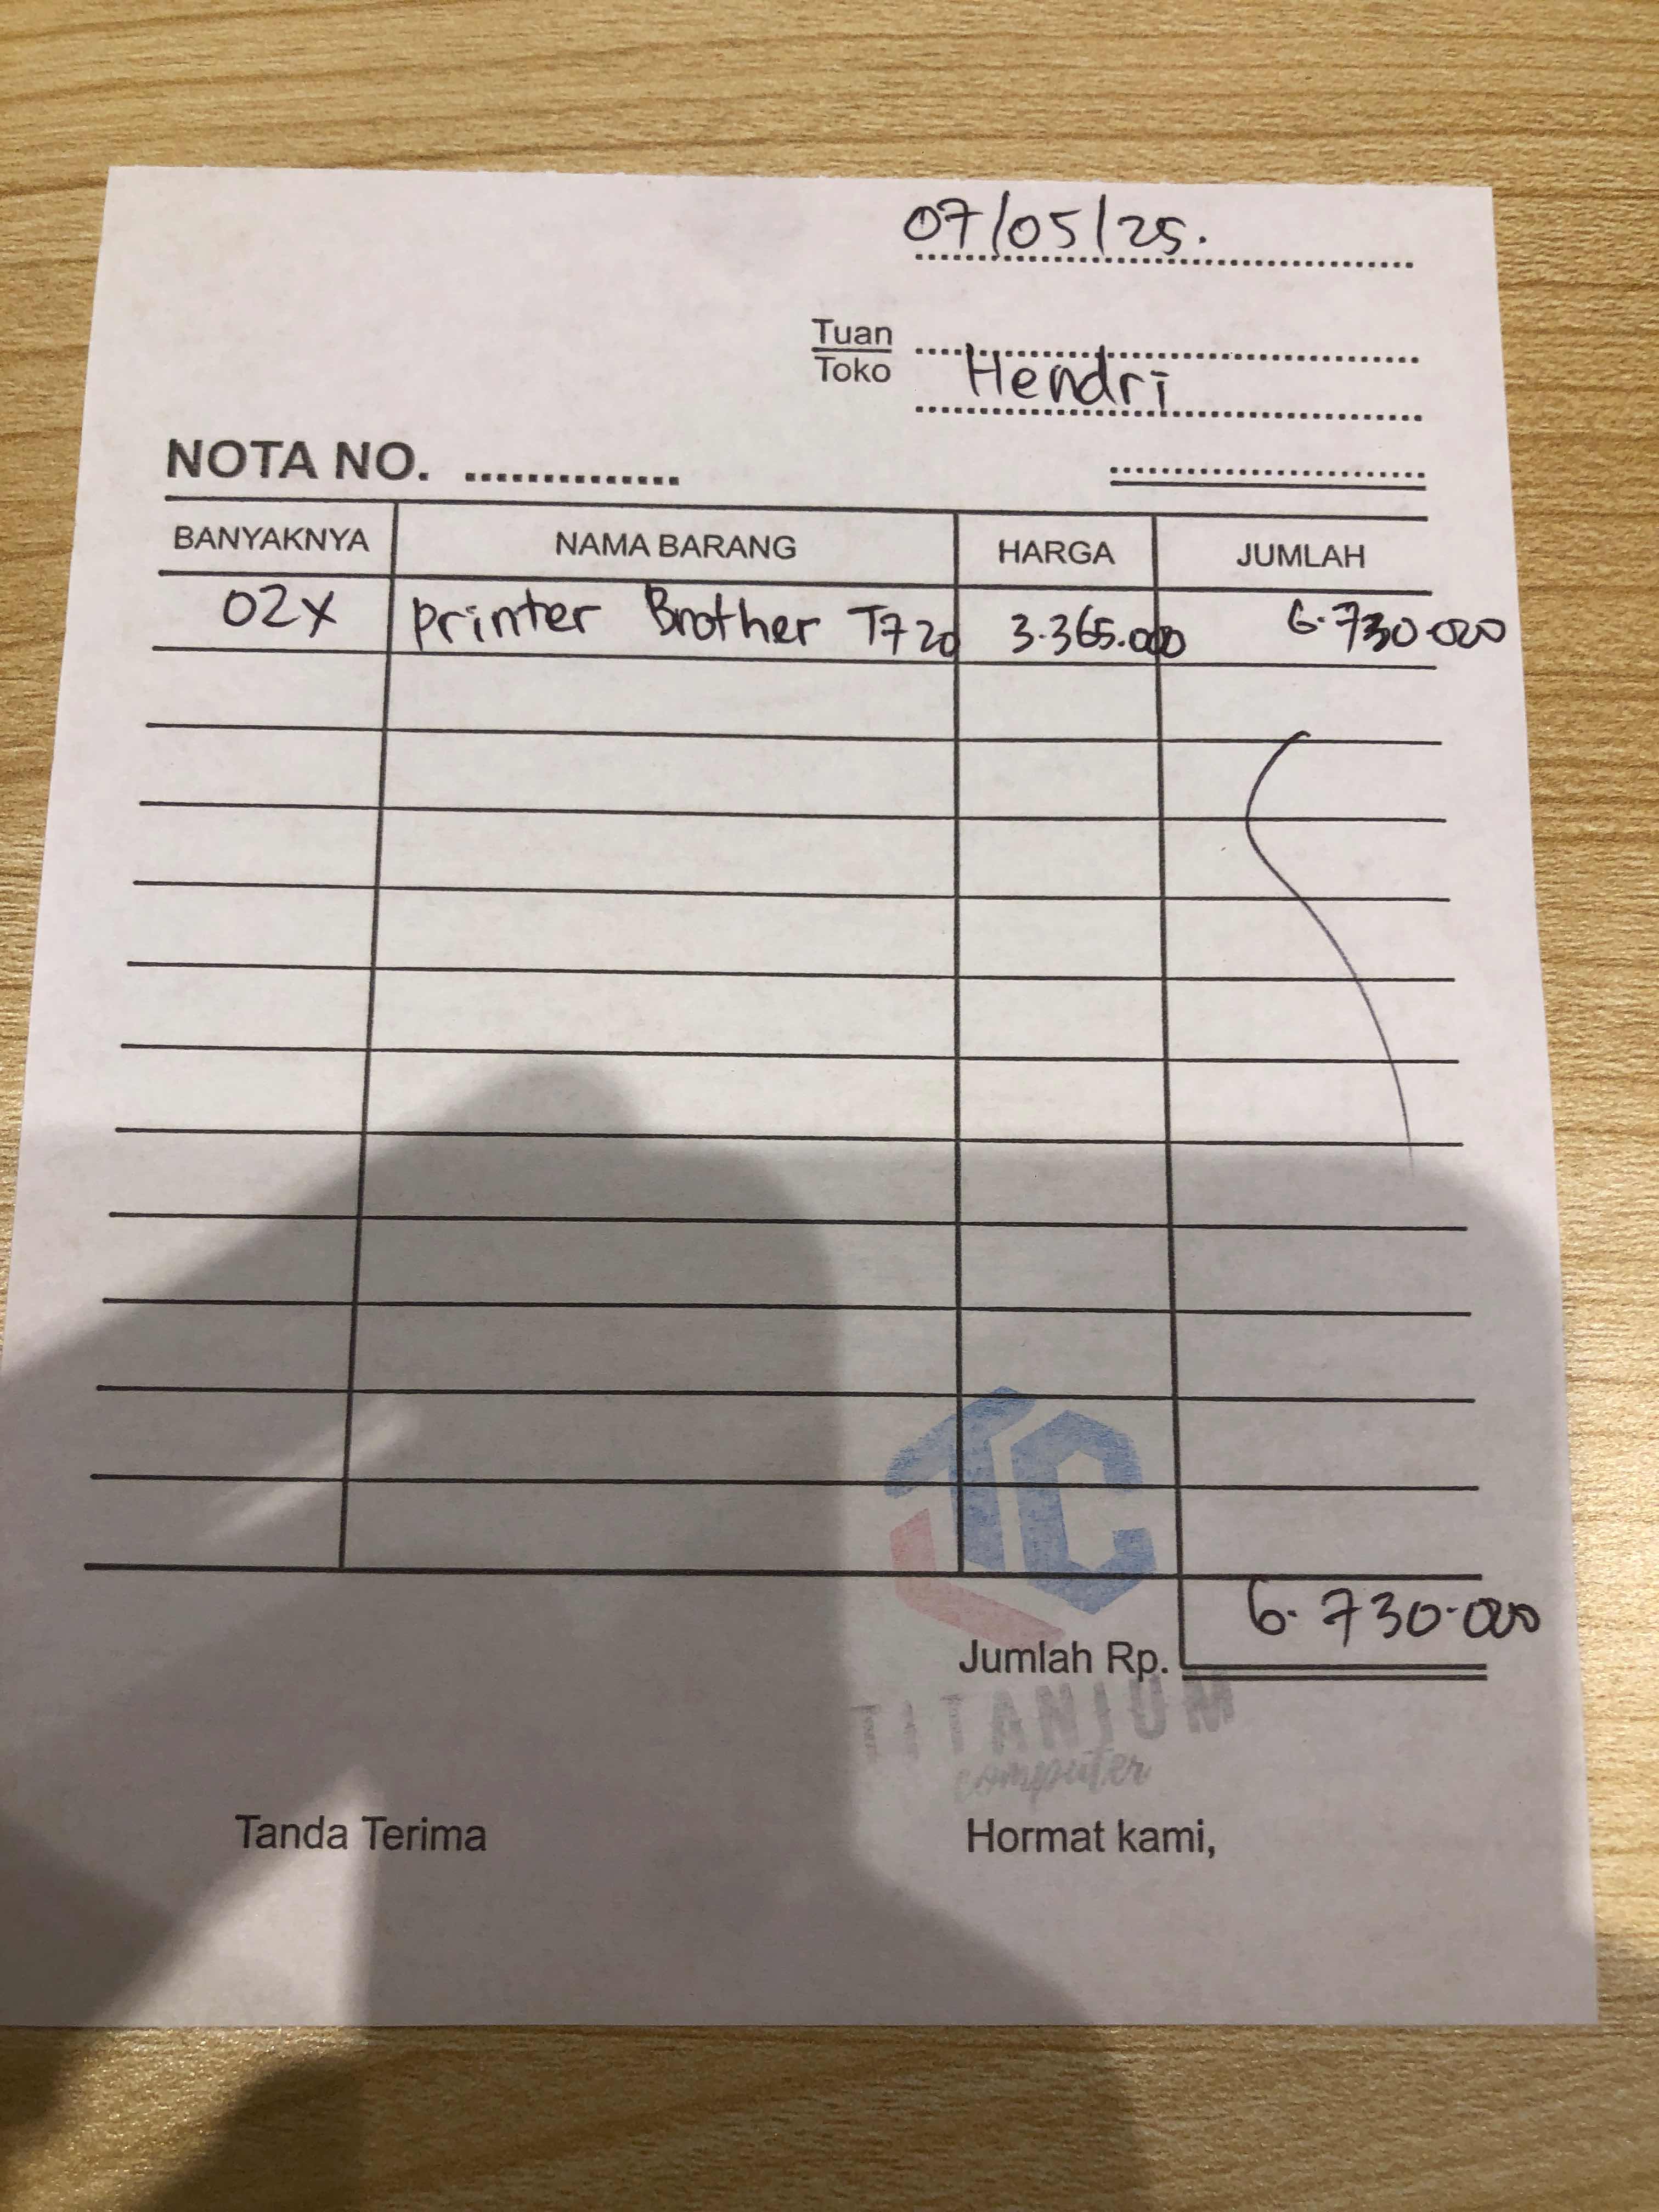 07/05/25.
Tuan
Toko
Hendri
NOTA NO. ..............
BANYAKNYA NAMA BARANG HARGA JUMLAH
02X Printer Brother T720 3.365.000 6.730.000
TC
6.730.000
Jumlah Rp.
TITANIUM
computer
Tanda Terima Hormat kami,